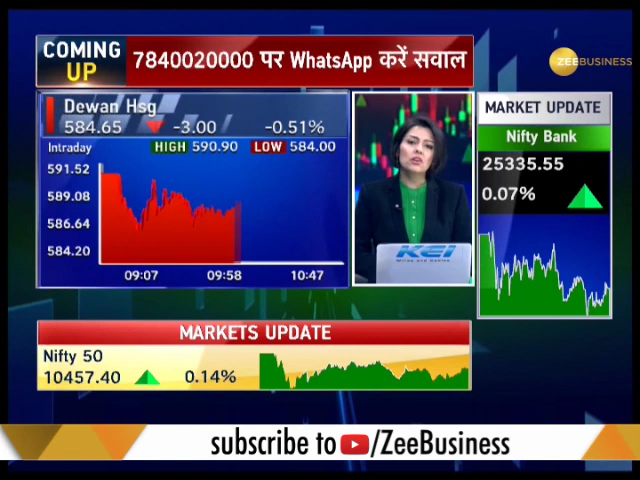 COMING UP
7840020000 पर WhatsApp करें सवाल
ZEEBUSINESS
Dewan Hsg
584.65 -3.00 -0.51%
Intraday HIGH 590.90 LOW 584.00
591.52
589.08
586.64
584.20
09:07 09:58 10:47
KEI
MARKET UPDATE
Nifty Bank
25335.55
0.07%
MARKETS UPDATE
Nifty 50
10457.40 0.14%
subscribe to /ZeeBusiness